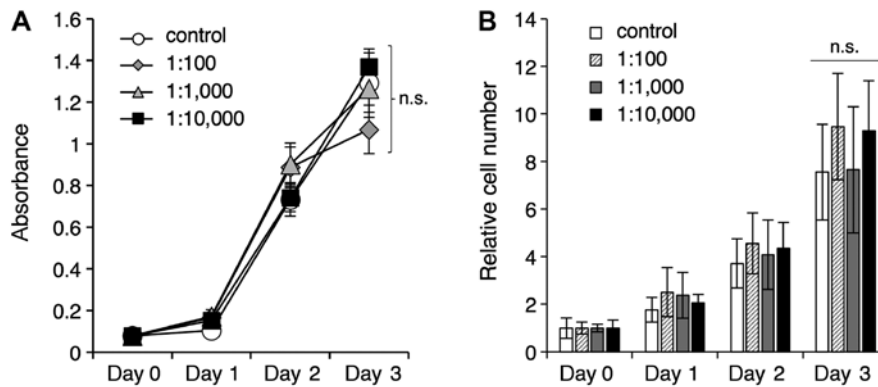 A
Absorbance
1.6
1.4
1.2
1
0.8
0.6
0.4
0.2
0
control
1:100
1:1,000
1:10,000
n.s.
Day 0 Day 1 Day 2 Day 3
B
Relative cell number
14
12
10
8
6
4
2
0
control
1:100
1:1,000
1:10,000
n.s.
Day 0 Day 1 Day 2 Day 3